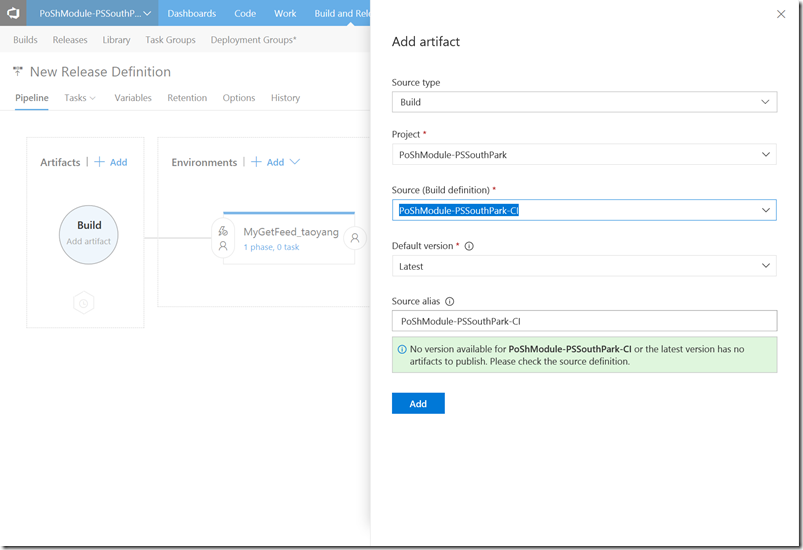 PoShModule-PSSouthP... Dashboards Code Work Build and Rele
Builds Releases Library Task Groups Deployment Groups*
New Release Definition
Pipeline Tasks Variables Retention Options History
Artifacts | + Add
Build
Add artifact
Environments | + Add
MyGetFeed_taoyang
1 phase, 0 task
Add artifact
Source type
Build
Project *
PoShModule-PSSouthPark
Source (Build definition) *
PoShModule-PSSouthPark-CI
Default version *
Latest
Source alias
PoShModule-PSSouthPark-CI
No version available for PoShModule-PSSouthPark-CI or the latest version has no
artifacts to publish. Please check the source definition.
Add